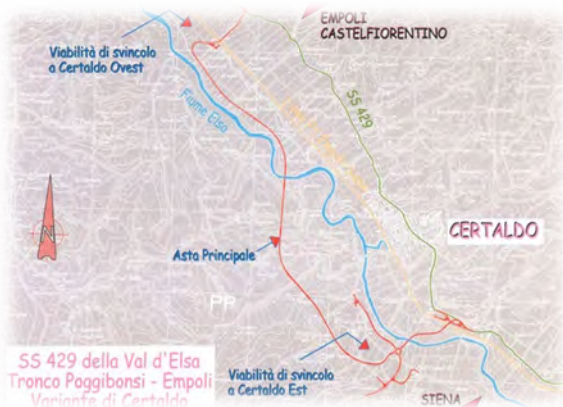 EMPOLI
CASTELFIORENTINO
Viabilità di svincolo
a Certaldo Ovest
Fiume Elsa
SS 429
N
CERTALDO
Asta Principale
PP
SS 429 della Val d'Elsa
Tronco Poggibonsi - Empoli
Variante di Certaldo
Viabilità di svincolo
a Certaldo Est
SIENA